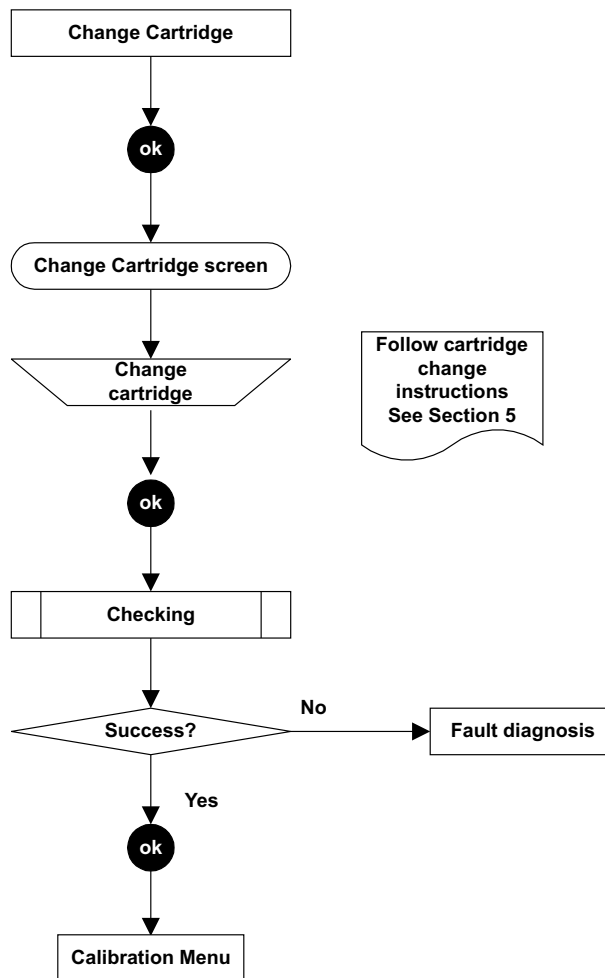 Change Cartridge
ok
Change Cartridge screen
Change
cartridge
Follow cartridge
change
instructions
See Section 5
ok
Checking
Success?
No
Fault diagnosis
Yes
ok
Calibration Menu